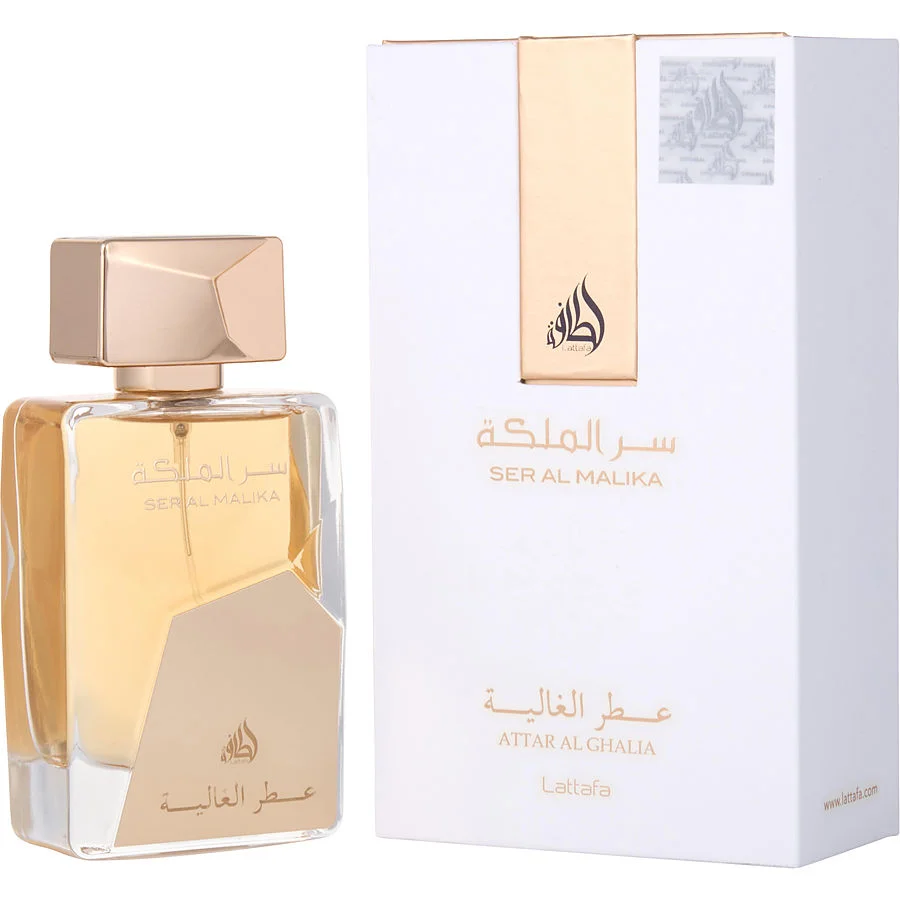 سر الملكة
SER AL MALIKA
لطافة
عطر الغالية
لطافة
Lattafa
سر الملكة
SER AL MALIKA
عطر الغالية
ATTAR AL GHALIA
Lattafa
www.lattafa.com